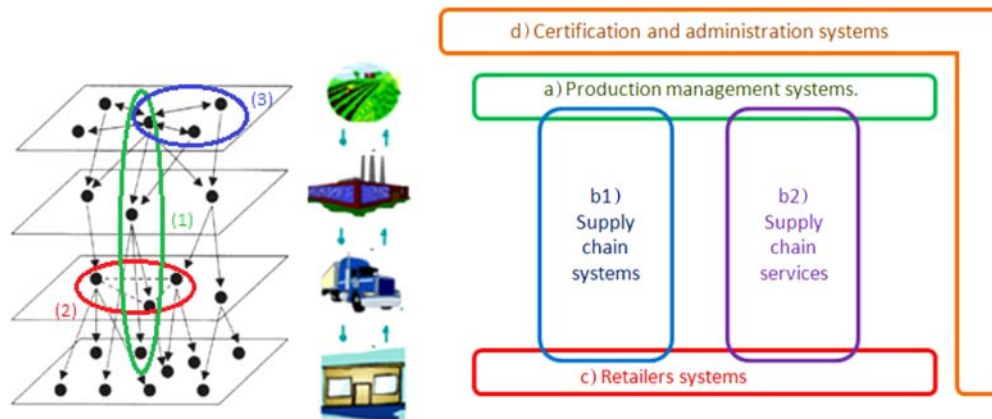 d) Certification and administration systems
a) Production management systems.
(3)
(1)
b1)
Supply
chain
systems
b2)
Supply
chain
services
(2)
c) Retailers systems